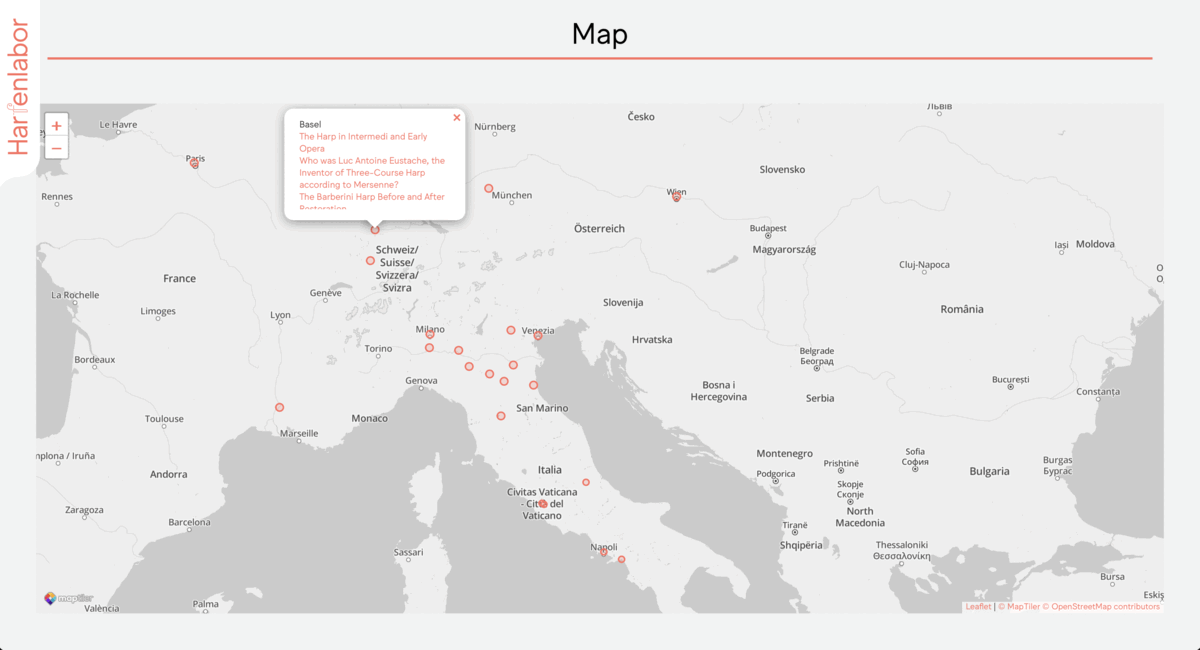 Map
Harfenlabor
+
−
Basel
The Harp in Intermedi and Early
Opera
Who was Luc Antoine Eustache, the
Inventor of Three-Course Harp
according to Mersenne?
The Barberini Harp Before and After
Restoration
×
Le Havre
Paris
Rennes
Nürnberg
Česko
Львів
Slovensko
München
Wien
Österreich
Budapest
Magyarország
Iași
Moldova
Cluj-Napoca
Schweiz/
Suisse/
Svizzera/
Svizra
France
Genève
La Rochelle
Limoges
Lyon
Slovenija
România
Milano
Venezia
Hrvatska
Torino
Belgrade
Београд
Bordeaux
Genova
București
Constanța
Bosna i
Hercegovina
Serbia
San Marino
Toulouse
Monaco
Marseille
Montenegro
Sofia
София
Prishtinë
Burgas
Бургас
Bulgaria
mplona / Iruña
Andorra
Italia
Podgorica
Skopje
Скопје
Civitas Vaticana
- Città del
Vaticano
Zaragoza
Barcelona
North
Macedonia
Tiranë
Shqipëria
Napoli
Sassari
Thessaloniki
Θεσσαλονίκη
Bursa
Eskiş
maptiler
València
Palma
Leaflet | © MapTiler © OpenStreetMap contributors